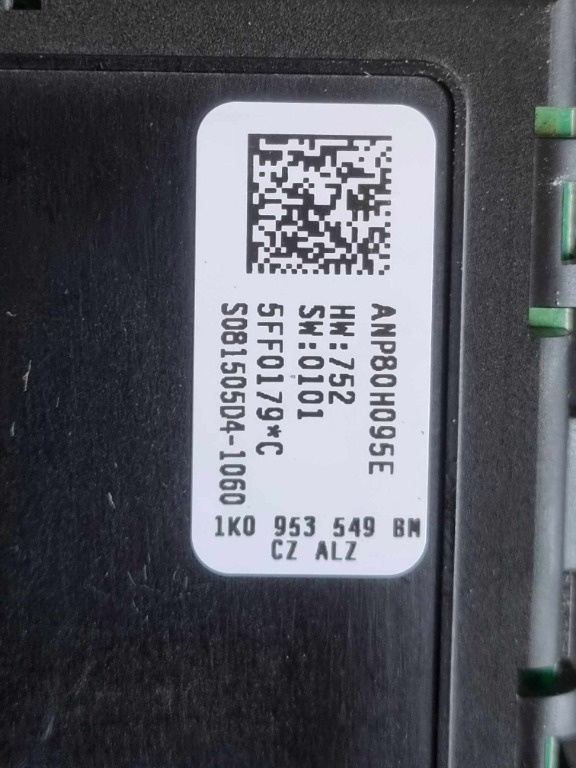 ANP80H095E
HW:752
SW:0101
5FF0179*C
S081505D4-1060
1K0 953 549 BM
CZ ALZ